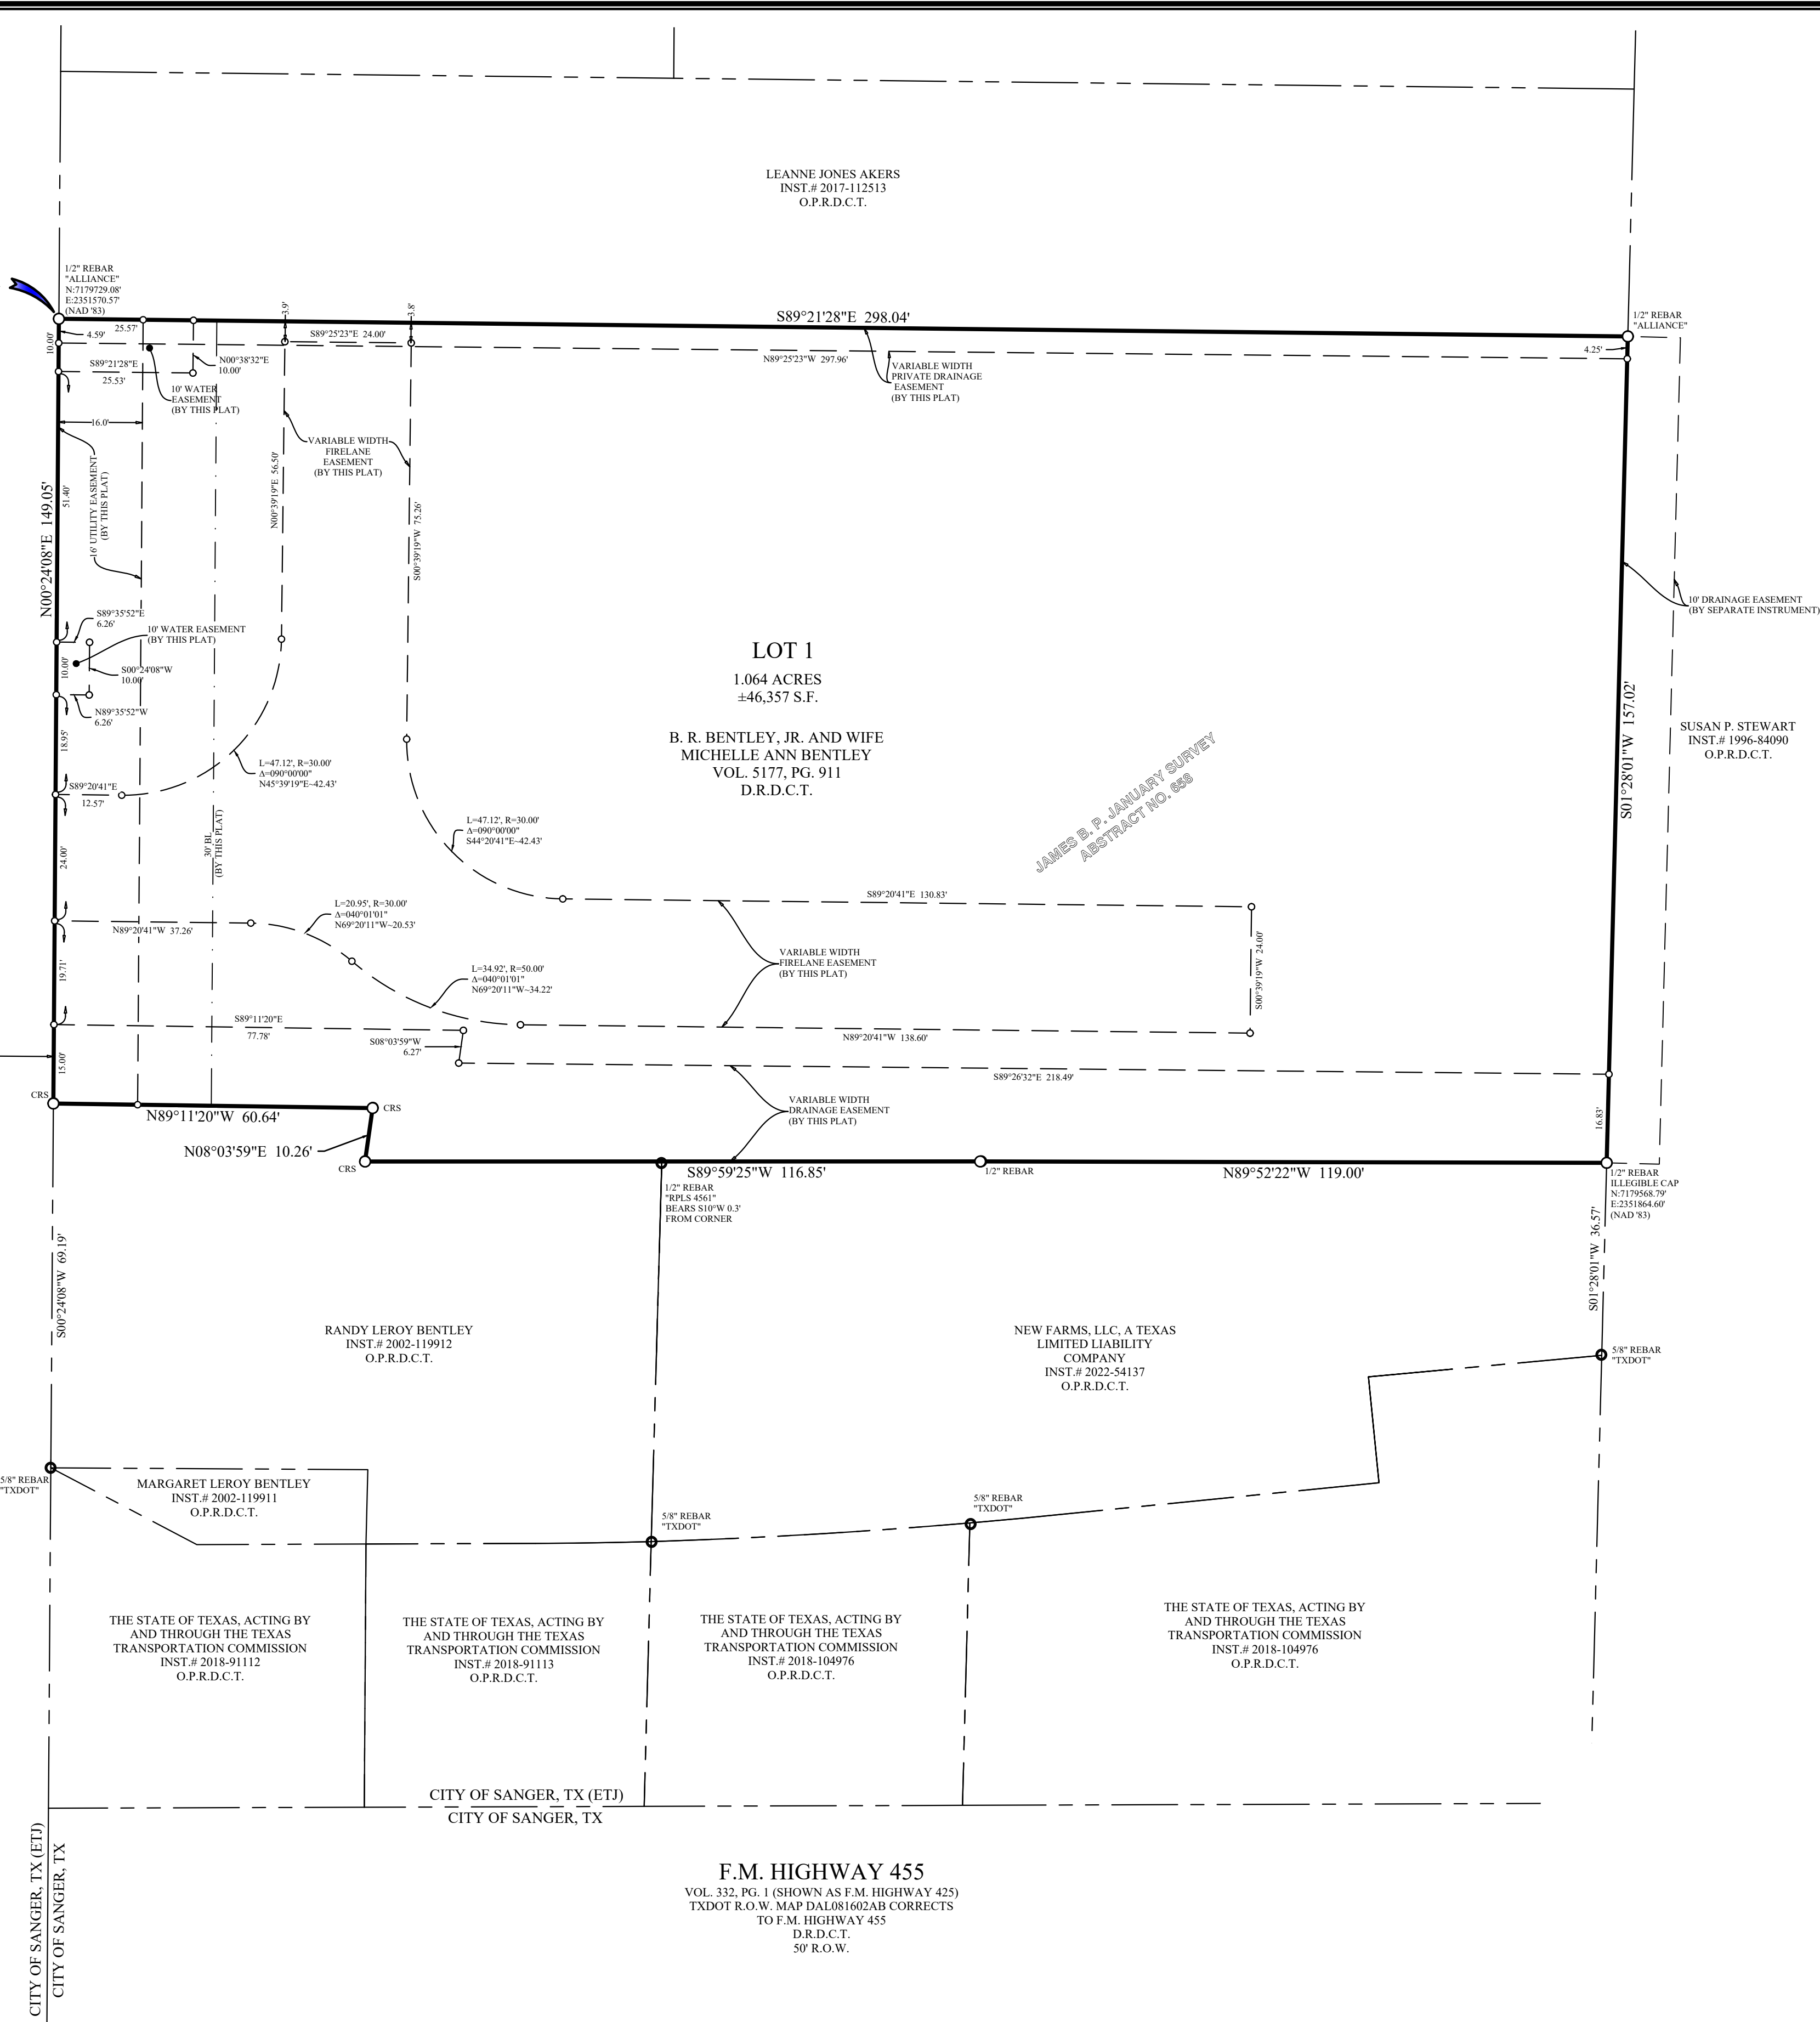 LEANNE JONES AKERS
INST.# 2017-112513
O.P.R.D.C.T.
1/2" REBAR
"ALLIANCE"
N:7179729.08'
E:2351570.57'
(NAD '83)
S89°21'28"E 298.04'
1/2" REBAR
"ALLIANCE"
10.00'
4.59'
25.57'
3.9'
S89°25'23"E 24.00'
3.8'
N89°25'23"W 297.96'
4.25'
S89°21'28"E
25.53'
N00°38'32"E
10.00'
VARIABLE WIDTH
PRIVATE DRAINAGE
EASEMENT
(BY THIS PLAT)
10' WATER
EASEMENT
(BY THIS PLAT)
16.0'
VARIABLE WIDTH
FIRELANE
EASEMENT
(BY THIS PLAT)
N00°24'08"E 149.05'
51.40'
16' UTILITY EASEMENT
(BY THIS PLAT)
N00°39'19"E 56.50'
S00°39'19"W 75.26'
10' DRAINAGE EASEMENT
(BY SEPARATE INSTRUMENT)
S89°35'52"E
6.26'
10' WATER EASEMENT
(BY THIS PLAT)
10.00'
S00°24'08"W
10.00'
N89°35'52"W
6.26'
18.95'
LOT 1
1.064 ACRES
±46,357 S.F.
B. R. BENTLEY, JR. AND WIFE
MICHELLE ANN BENTLEY
VOL. 5177, PG. 911
D.R.D.C.T.
JAMES B. P. JANUARY SURVEY
ABSTRACT NO. 658
S01°28'01"W 157.02'
SUSAN P. STEWART
INST.# 1996-84090
O.P.R.D.C.T.
L=47.12', R=30.00'
Δ=090°00'00"
N45°39'19"E~42.43'
S89°20'41"E
12.57'
30' BL
(BY THIS PLAT)
24.00'
L=47.12', R=30.00'
Δ=090°00'00"
S44°20'41"E~42.43'
S89°20'41"E 130.83'
L=20.95', R=30.00'
Δ=040°01'01"
N69°20'11"W~20.53'
N89°20'41"W 37.26'
VARIABLE WIDTH
FIRELANE EASEMENT
(BY THIS PLAT)
S00°39'19"W 24.00'
19.71'
L=34.92', R=50.00'
Δ=040°01'01"
N69°20'11"W~34.22'
S89°11'20"E
77.78'
S08°03'59"W
6.27'
N89°20'41"W 138.60'
15.00'
S89°26'32"E 218.49'
CRS
CRS
N89°11'20"W 60.64'
VARIABLE WIDTH
DRAINAGE EASEMENT
(BY THIS PLAT)
16.83'
N08°03'59"E 10.26'
CRS
S89°59'25"W 116.85'
1/2" REBAR
N89°52'22"W 119.00'
1/2" REBAR
"RPLS 4561"
BEARS S10°W 0.3'
FROM CORNER
1/2" REBAR
ILLEGIBLE CAP
N:7179568.79'
E:2351864.60'
(NAD '83)
S00°24'08"W 69.19'
S01°28'01"W 36.57'
RANDY LEROY BENTLEY
INST.# 2002-119912
O.P.R.D.C.T.
NEW FARMS, LLC, A TEXAS
LIMITED LIABILITY
COMPANY
INST.# 2022-54137
O.P.R.D.C.T.
5/8" REBAR
"TXDOT"
5/8" REBAR
"TXDOT"
MARGARET LEROY BENTLEY
INST.# 2002-119911
O.P.R.D.C.T.
5/8" REBAR
"TXDOT"
5/8" REBAR
"TXDOT"
THE STATE OF TEXAS, ACTING BY
AND THROUGH THE TEXAS
TRANSPORTATION COMMISSION
INST.# 2018-91112
O.P.R.D.C.T.
THE STATE OF TEXAS, ACTING BY
AND THROUGH THE TEXAS
TRANSPORTATION COMMISSION
INST.# 2018-91113
O.P.R.D.C.T.
THE STATE OF TEXAS, ACTING BY
AND THROUGH THE TEXAS
TRANSPORTATION COMMISSION
INST.# 2018-104976
O.P.R.D.C.T.
THE STATE OF TEXAS, ACTING BY
AND THROUGH THE TEXAS
TRANSPORTATION COMMISSION
INST.# 2018-104976
O.P.R.D.C.T.
CITY OF SANGER, TX (ETJ)
CITY OF SANGER, TX
CITY OF SANGER, TX (ETJ)
CITY OF SANGER, TX
F.M. HIGHWAY 455
VOL. 332, PG. 1 (SHOWN AS F.M. HIGHWAY 425)
TXDOT R.O.W. MAP DAL081602AB CORRECTS
TO F.M. HIGHWAY 455
D.R.D.C.T.
50' R.O.W.